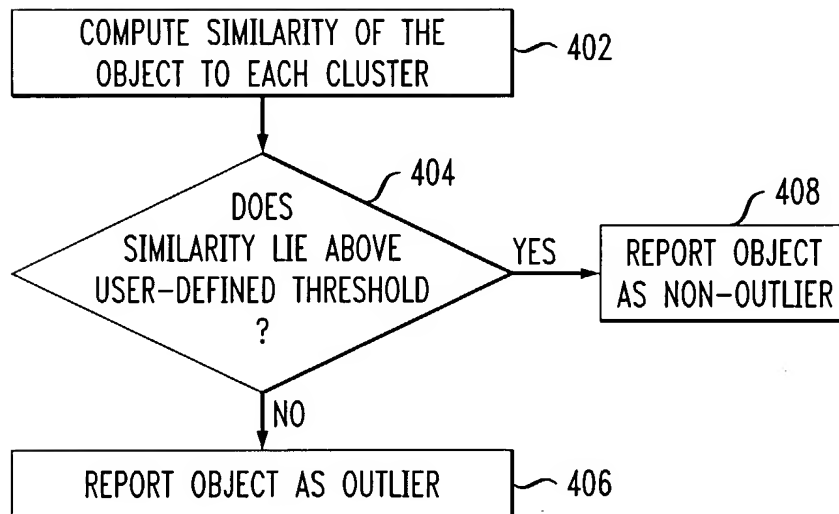 COMPUTE SIMILARITY OF THE
OBJECT TO EACH CLUSTER
402
404
DOES
SIMILARITY LIE ABOVE
USER-DEFINED THRESHOLD
?
YES
408
REPORT OBJECT
AS NON-OUTLIER
NO
REPORT OBJECT AS OUTLIER
406